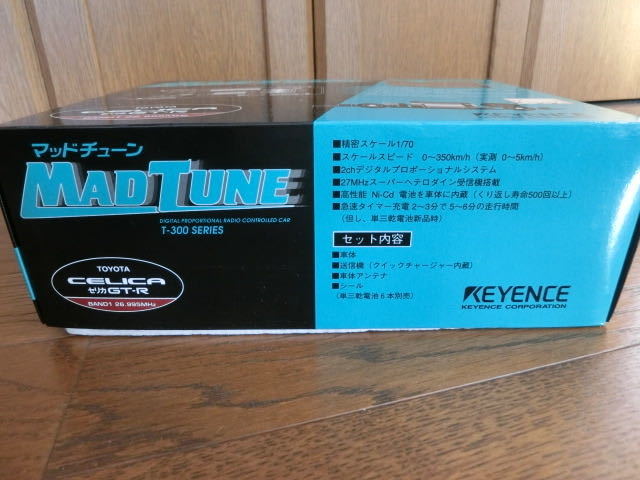 マッドチューン
MAD TUNE
DIGITAL PROPORTIONAL RADIO CONTROLLED CAR
T-300 SERIES
TOYOTA
CELICA
セリカ GT-R
BAND1 26.995MHz
■精密スケール1/70
■スケールスピード 0〜350km/h(実測 0〜5km/h)
■2chデジタルプロポーショナルシステム
■27MHzスーパーヘテロダイン受信機搭載
■高性能 Ni-Cd 電池を車体に内蔵(くり返し寿命500回以上)
■急速タイマー充電 2〜3分で 5〜6分の走行時間
(但し、単三乾電池新品時)
セット内容
■車体
■送信機(クイックチャージャー内蔵)
■車体アンテナ
■シール
(単三乾電池6本別売)
KEYENCE
KEYENCE CORPORATION